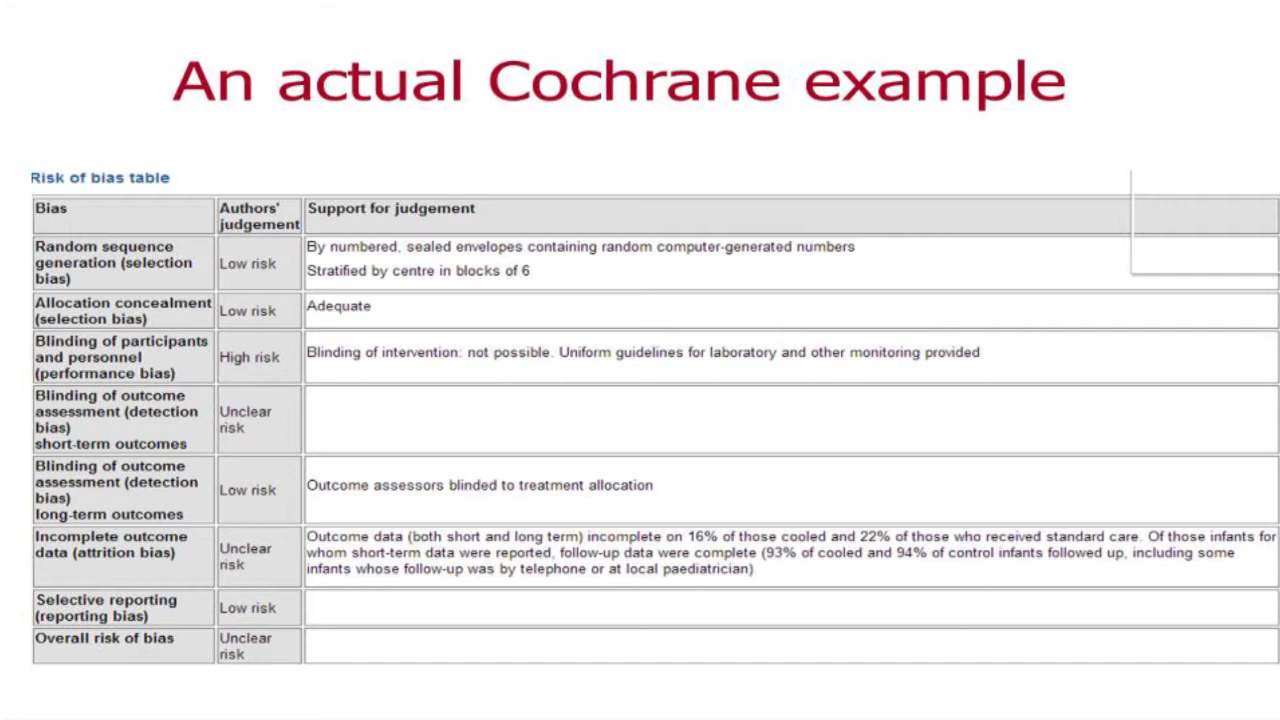 An actual Cochrane example
Risk of bias table
Bias
Authors'
judgement
Support for judgement
Random sequence
generation (selection
bias)
Low risk
By numbered, sealed envelopes containing random computer-generated numbers
Stratified by centre in blocks of 6
Allocation concealment
(selection bias)
Low risk
Adequate
Blinding of participants
and personnel
(performance bias)
High risk
Blinding of intervention: not possible. Uniform guidelines for laboratory and other monitoring provided
Blinding of outcome
assessment (detection
bias)
short-term outcomes
Unclear
risk
Blinding of outcome
assessment (detection
bias)
long-term outcomes
Low risk
Outcome assessors blinded to treatment allocation
Incomplete outcome
data (attrition bias)
Unclear
risk
Outcome data (both short and long term) incomplete on 16% of those cooled and 22% of those who received standard care. Of those infants for
whom short-term data were reported, follow-up data were complete (93% of cooled and 94% of control infants followed up, including some
infants whose follow-up was by telephone or at local paediatrician)
Selective reporting
(reporting bias)
Low risk
Overall risk of bias
Unclear
risk